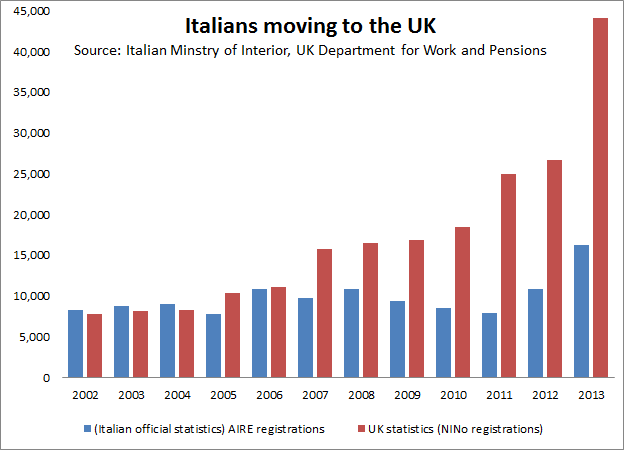 Italians moving to the UK
Source: Italian Minstry of Interior, UK Department for Work and Pensions
45,000
40,000
35,000
30,000
25,000
20,000
15,000
10,000
5,000
0
2002 2003 2004 2005 2006 2007 2008 2009 2010 2011 2012 2013
(Italian official statistics) AIRE registrations UK statistics (NINo registrations)